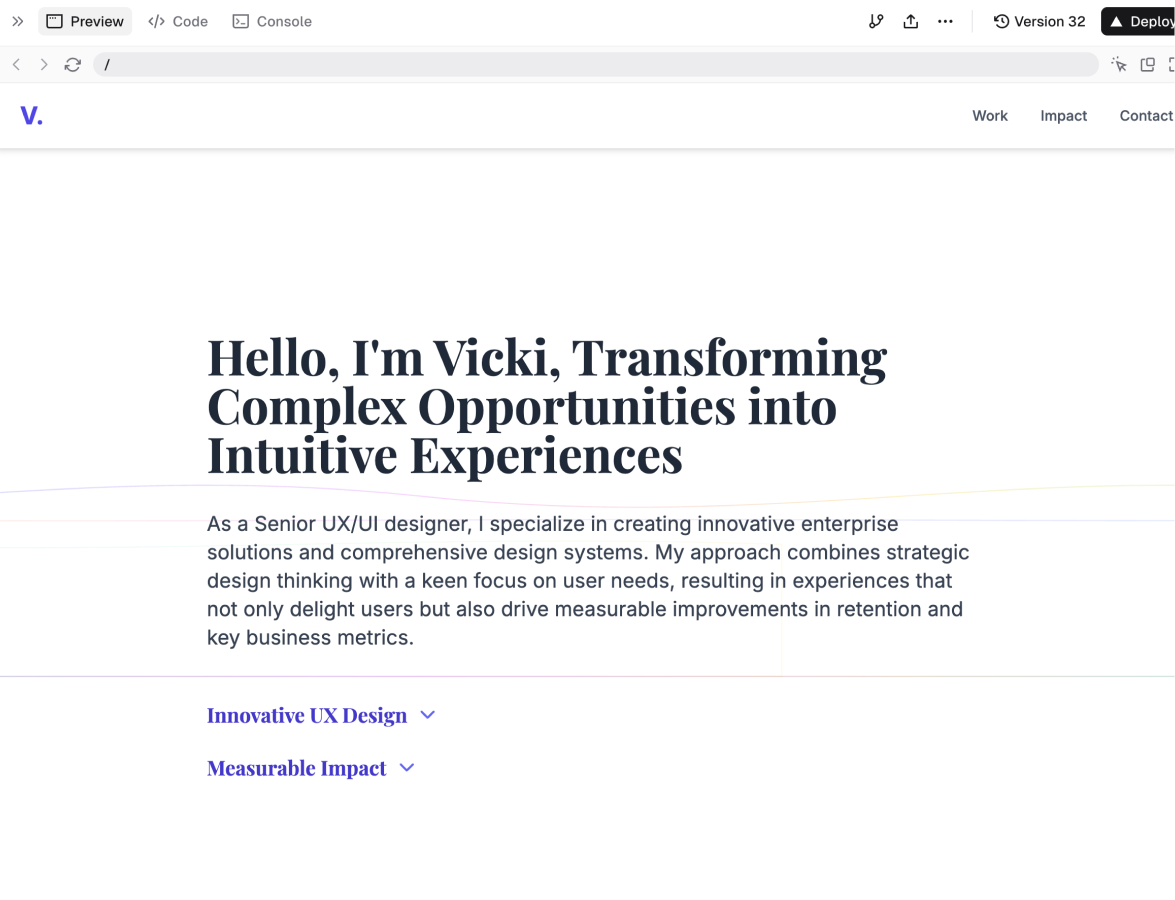 Preview Code Console Version 32 Deploy
/
V. Work Impact Contact
Hello, I'm Vicki, Transforming
Complex Opportunities into
Intuitive Experiences
As a Senior UX/UI designer, I specialize in creating innovative enterprise
solutions and comprehensive design systems. My approach combines strategic
design thinking with a keen focus on user needs, resulting in experiences that
not only delight users but also drive measurable improvements in retention and
key business metrics.
Innovative UX Design
Measurable Impact